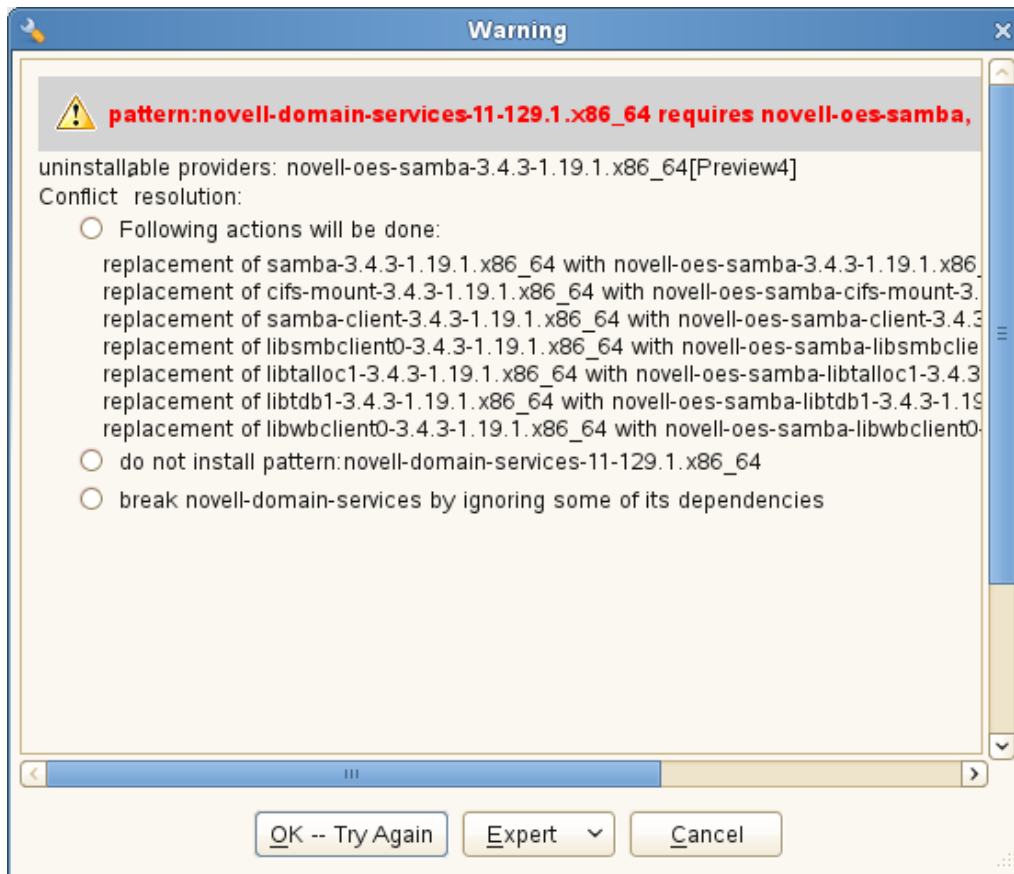 Warning
pattern:novell-domain-services-11-129.1.x86_64 requires novell-oes-samba,
uninstallable providers: novell-oes-samba-3.4.3-1.19.1.x86_64[Preview4]
Conflict resolution:
Following actions will be done:
replacement of samba-3.4.3-1.19.1.x86_64 with novell-oes-samba-3.4.3-1.19.1.x86_
replacement of cifs-mount-3.4.3-1.19.1.x86_64 with novell-oes-samba-cifs-mount-3.
replacement of samba-client-3.4.3-1.19.1.x86_64 with novell-oes-samba-client-3.4.3
replacement of libsmbclient0-3.4.3-1.19.1.x86_64 with novell-oes-samba-libsmbclie
replacement of libtalloc1-3.4.3-1.19.1.x86_64 with novell-oes-samba-libtalloc1-3.4.3
replacement of libtdb1-3.4.3-1.19.1.x86_64 with novell-oes-samba-libtdb1-3.4.3-1.19
replacement of libwbclient0-3.4.3-1.19.1.x86_64 with novell-oes-samba-libwbclient0-
do not install pattern:novell-domain-services-11-129.1.x86_64
break novell-domain-services by ignoring some of its dependencies
OK -- Try Again Expert Cancel